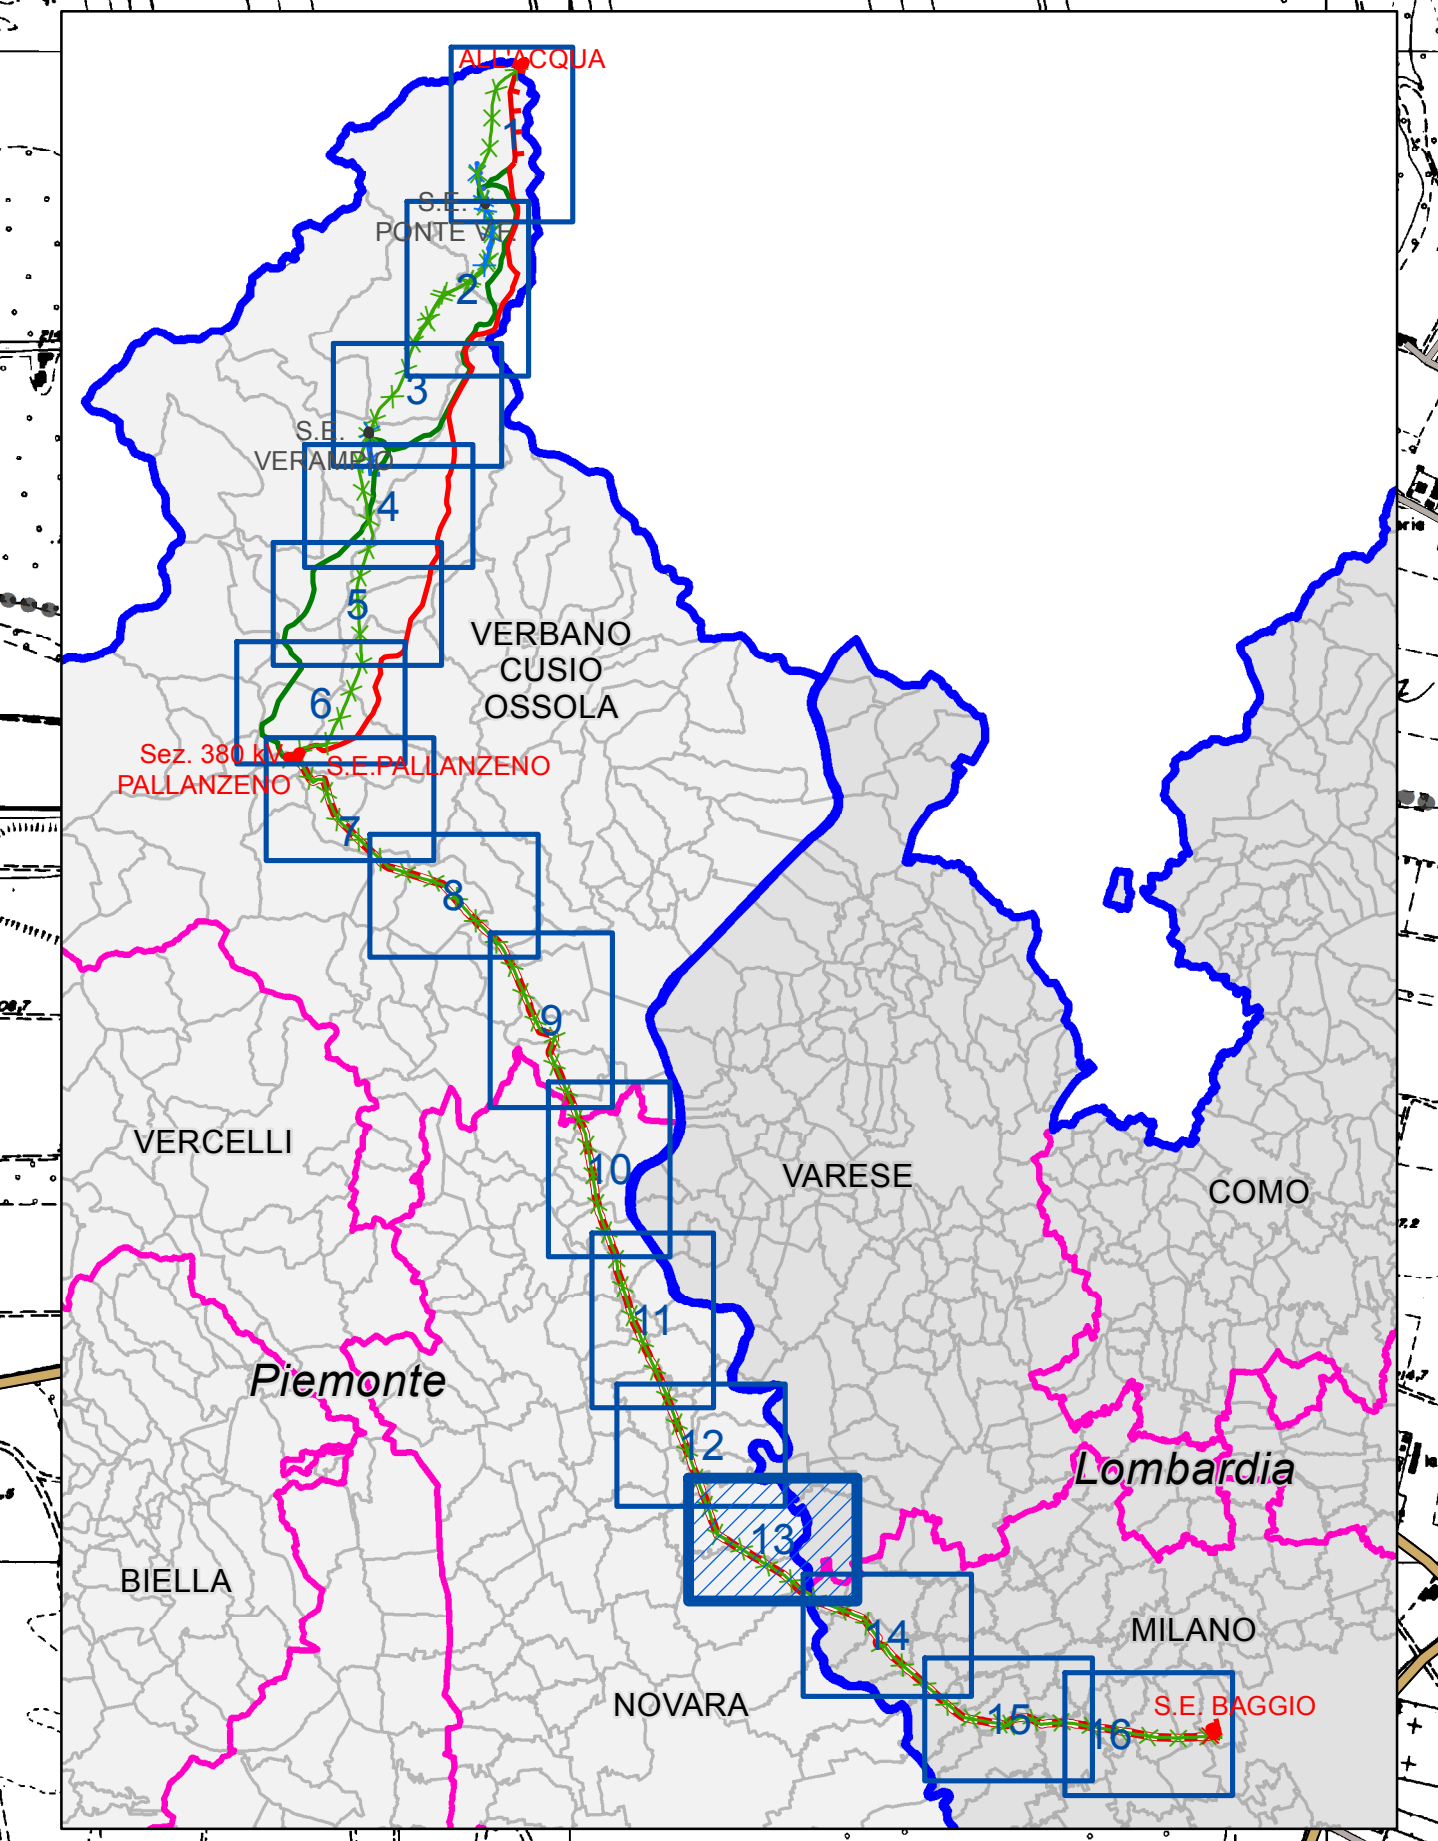 ALL'ACQUA
1
S.E.
PONTE V.F.
2
3
S.E.
VERAMPIO
4
5
VERBANO
CUSIO
OSSOLA
6
Sez. 380 kV
PALLANZENO
S.E.PALLANZENO
7
8
9
10
VERCELLI
VARESE
COMO
11
Piemonte
12
Lombardia
13
BIELLA
14
MILANO
NOVARA
15
16
S.E. BAGGIO